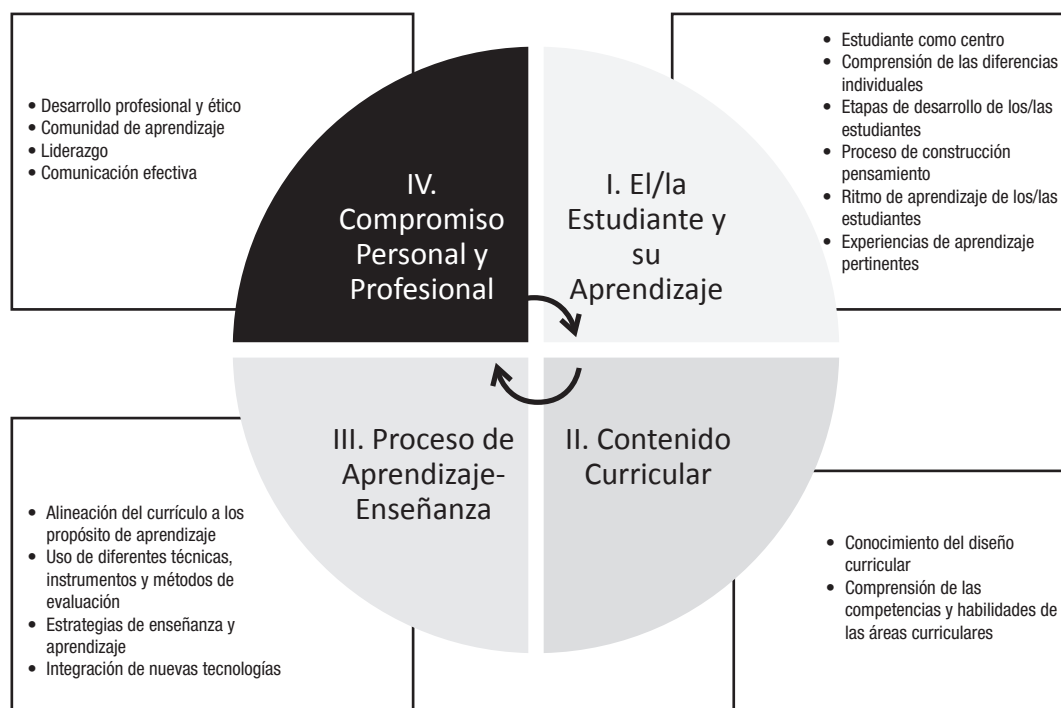 • Desarrollo profesional y ético
• Comunidad de aprendizaje
• Liderazgo
• Comunicación efectiva
IV.
Compromiso
Personal y
Profesional
I. El/la
Estudiante y
su
Aprendizaje
• Estudiante como centro
• Comprensión de las diferencias
individuales
• Etapas de desarrollo de los/las
estudiantes
• Proceso de construcción
pensamiento
• Ritmo de aprendizaje de los/las
estudiantes
• Experiencias de aprendizaje
pertinentes
III. Proceso de
Aprendizaje-
Enseñanza
II. Contenido
Curricular
• Alineación del currículo a los
propósito de aprendizaje
• Uso de diferentes técnicas,
instrumentos y métodos de
evaluación
• Estrategias de enseñanza y
aprendizaje
• Integración de nuevas tecnologías
• Conocimiento del diseño
curricular
• Comprensión de las
competencias y habilidades de
las áreas curriculares